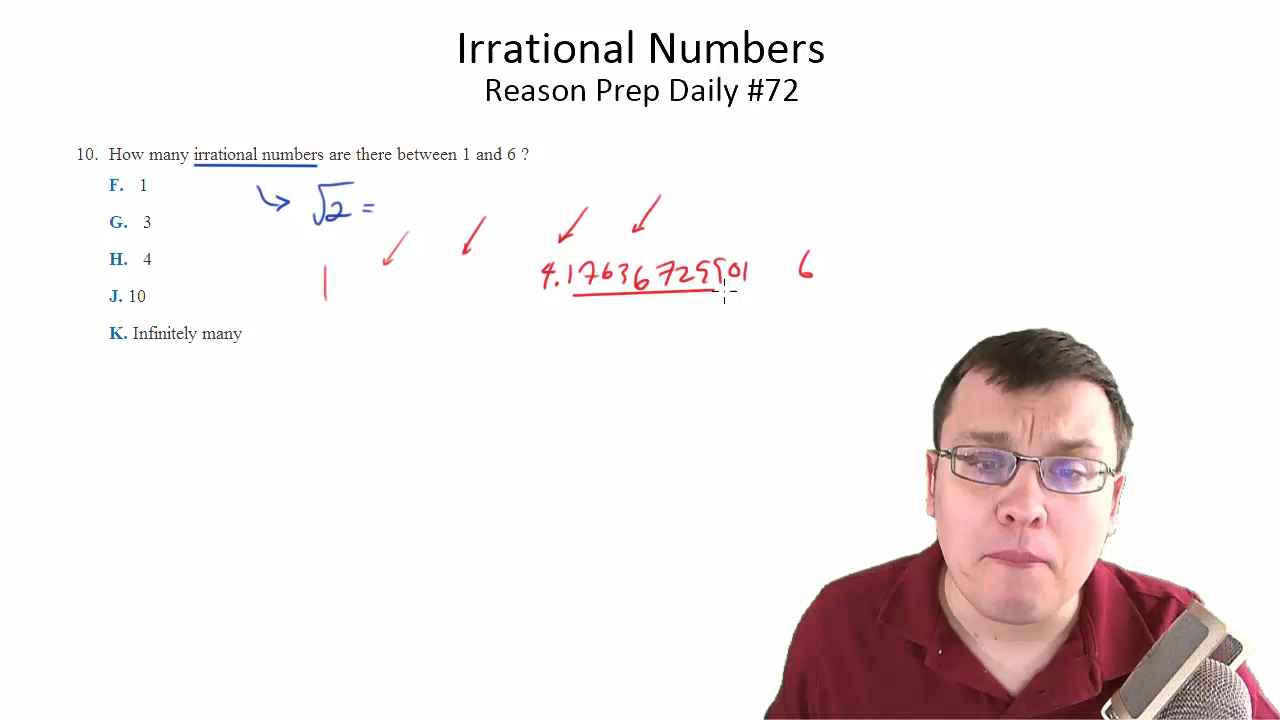 Irrational Numbers
Reason Prep Daily #72
10. How many irrational numbers are there between 1 and 6 ?
F. 1
√2 =
G. 3
H. 4
1 4.17636729901 6
J. 10
K. Infinitely many